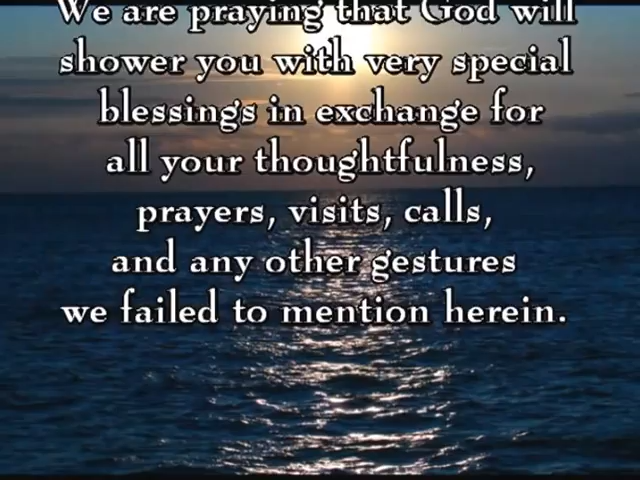 We are praying that God will
shower you with very special
blessings in exchange for
all your thoughtfulness,
prayers, visits, calls,
and any other gestures
we failed to mention herein.